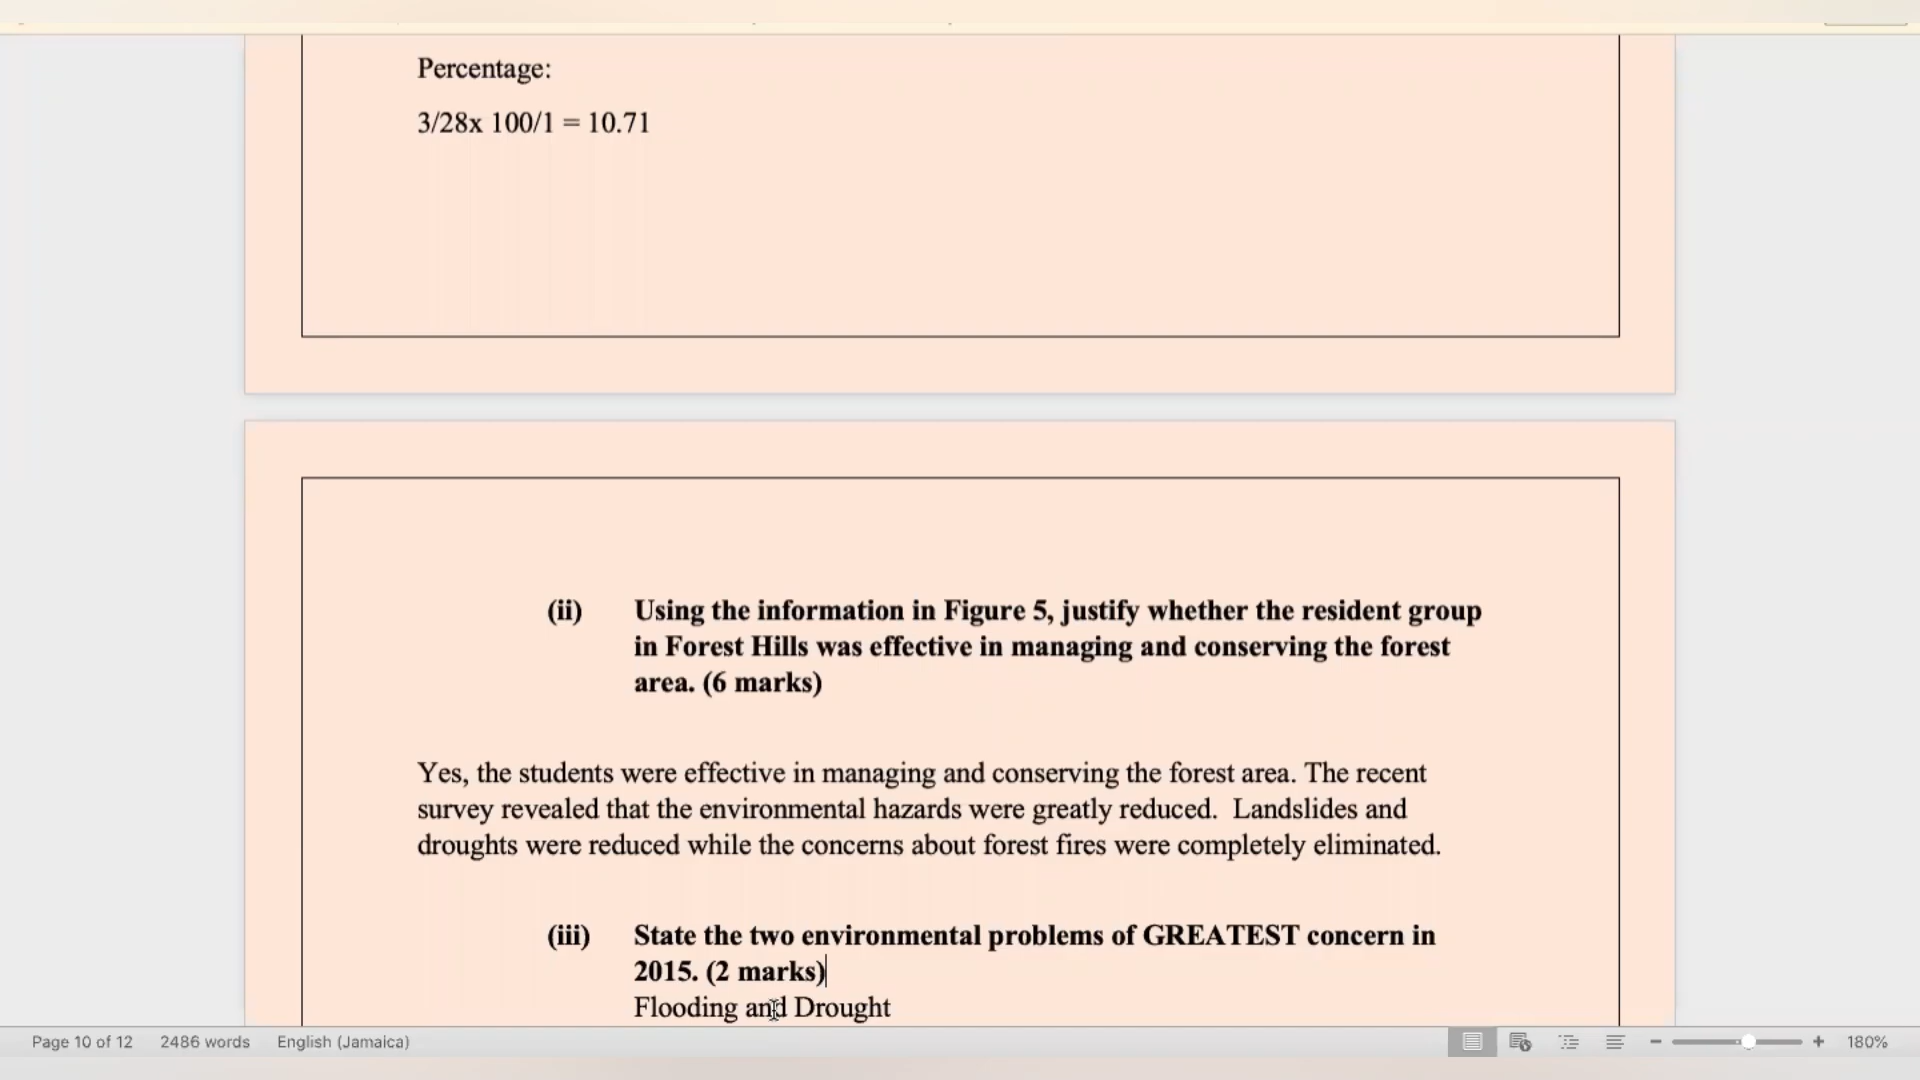 Percentage:
3/28x 100/1 = 10.71
(ii) Using the information in Figure 5, justify whether the resident group
in Forest Hills was effective in managing and conserving the forest
area. (6 marks)
Yes, the students were effective in managing and conserving the forest area. The recent
survey revealed that the environmental hazards were greatly reduced.  Landslides and
droughts were reduced while the concerns about forest fires were completely eliminated.
(iii) State the two environmental problems of GREATEST concern in
2015. (2 marks)
Flooding and Drought
Page 10 of 12 2486 words English (Jamaica) 180%